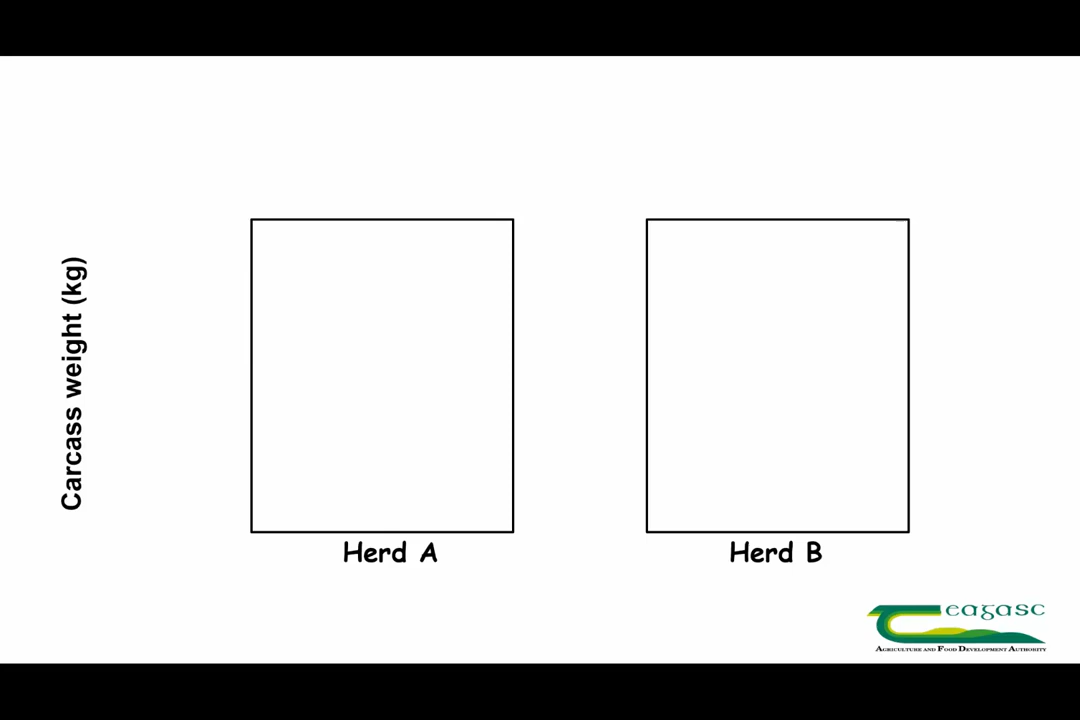 Carcass weight (kg)
Herd A
Herd B
Teagasc
AGRICULTURE AND FOOD DEVELOPMENT AUTHORITY